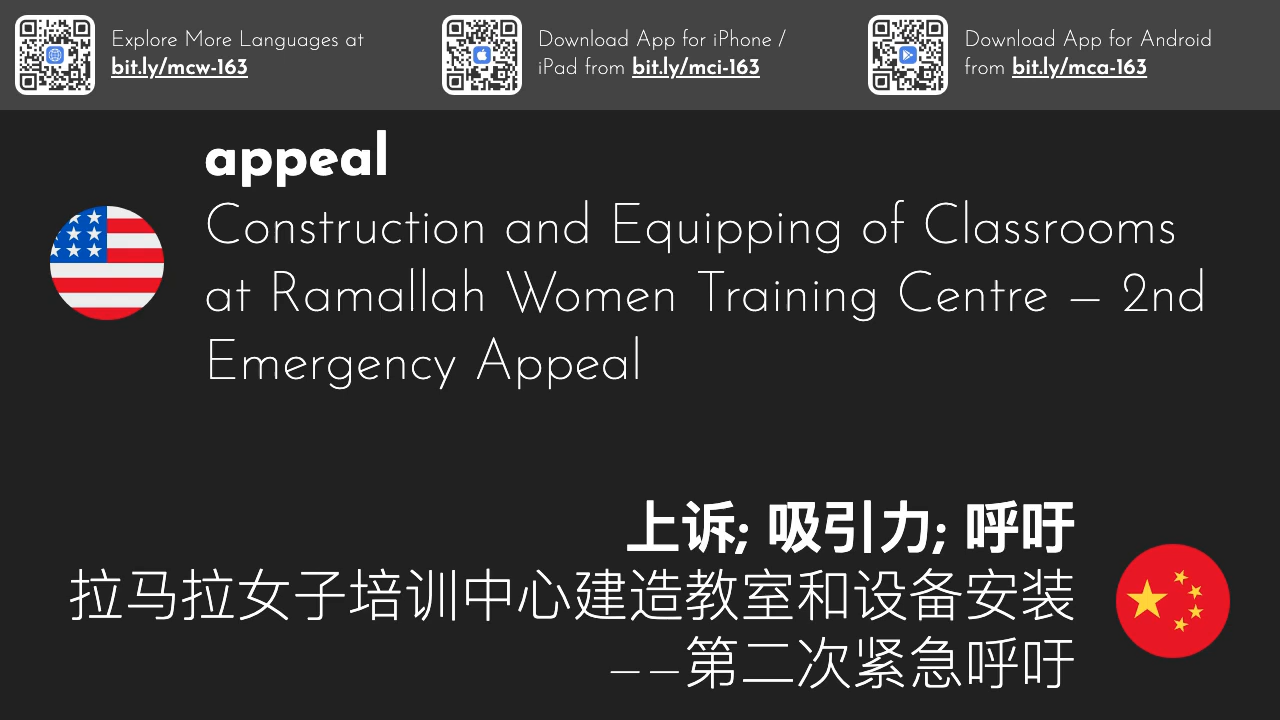 Explore More Languages at
bit.ly/mcw-163
Download App for iPhone /
iPad from bit.ly/mci-163
Download App for Android
from bit.ly/mca-163
appeal
Construction and Equipping of Classrooms
at Ramallah Women Training Centre – 2nd
Emergency Appeal
上诉; 吸引力; 呼吁
拉马拉女子培训中心建造教室和设备安装
––第二次紧急呼吁